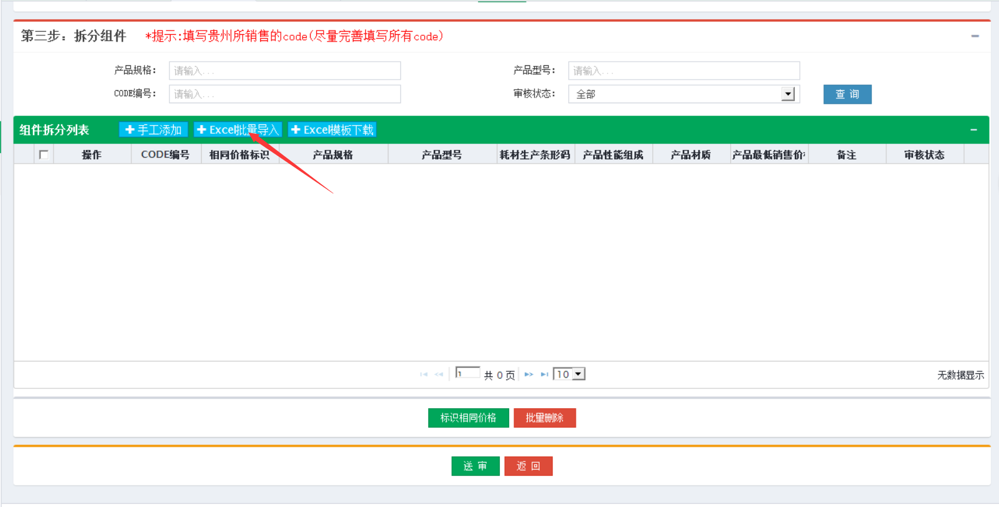 第三步：拆分组件 *提示:填写贵州所销售的code(尽量完善填写所有code)
产品规格： 请输入... 产品型号： 请输入...
CODE编号： 请输入... 审核状态： 全部 查 询
组件拆分列表 手工添加 Excel批量导入 Excel模板下载
操作 CODE编号 相同价格标识 产品规格 产品型号 耗材生产条形码 产品性能组成 产品材质 产品最低销售价 备注 审核状态
1 共 0 页 10 无数据显示
标识相同价格 批量删除
送 审 返 回